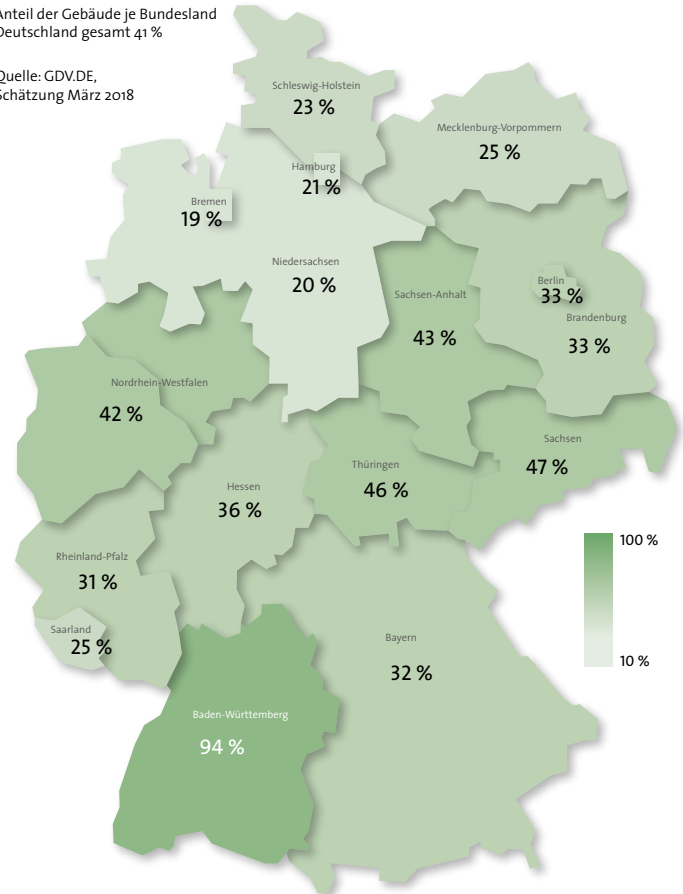 Anteil der Gebäude je Bundesland
Deutschland gesamt 41 %
Quelle: GDV.DE,
Schätzung März 2018
Schleswig-Holstein
23 %
Mecklenburg-Vorpommern
25 %
Hamburg
21 %
Bremen
19 %
Niedersachsen
20 %
Sachsen-Anhalt
43 %
Berlin
33 %
Brandenburg
33 %
Nordrhein-Westfalen
42 %
Sachsen
47 %
Thüringen
46 %
Hessen
36 %
Rheinland-Pfalz
31 %
Saarland
25 %
Bayern
32 %
Baden-Württemberg
94 %
100 %
10 %